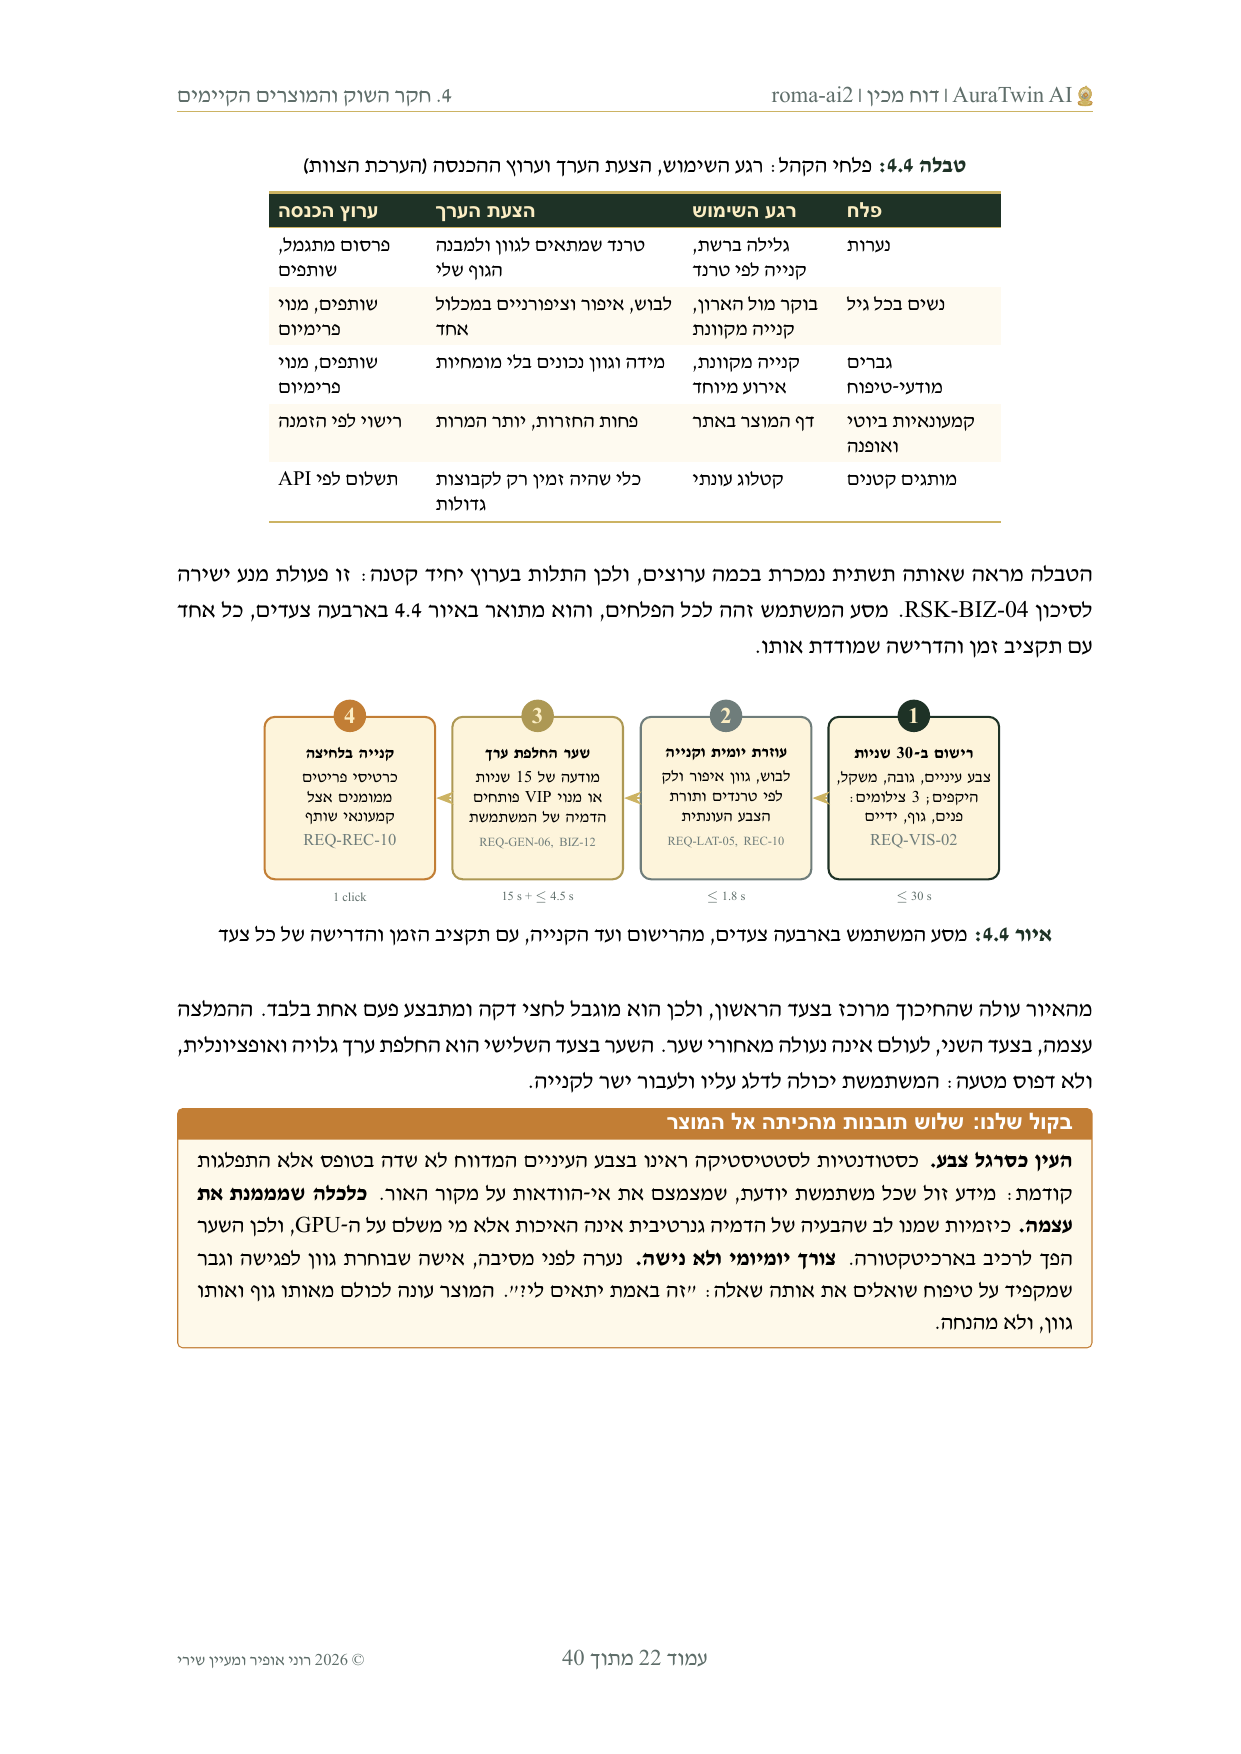 AuraTwin AI | דוח מכין | roma-ai2
4. חקר השוק והמוצרים הקיימים
טבלה 4.4: פלחי הקהל: רגע השימוש, הצעת הערך וערוץ ההכנסה (הערכת הצוות)
פלח רגע השימוש הצעת הערך ערוץ הכנסה
נערות גלילה ברשת, טרנד שמתאים לגוון ולמבנה פרסום מתגמל,
קנייה לפי טרנד הגוף שלי שותפים
נשים בכל גיל בוקר מול הארון, לבוש, איפור וציפורניים במכלול שותפים, מנוי
קנייה מקוונת אחד פרימיום
גברים קנייה מקוונת, מידה וגוון נכונים בלי מומחיות שותפים, מנוי
מודעי-טיפוח אירוע מיוחד פרימיום
קמעונאיות ביוטי דף המוצר באתר פחות החזרות, יותר המרות רישוי לפי הזמנה
ואופנה
מותגים קטנים קטלוג עונתי כלי שהיה זמין רק לקבוצות תשלום לפי API
גדולות
הטבלה מראה שאותה תשתית נמכרת בכמה ערוצים, ולכן התלות בערוץ יחיד קטנה: זו פעולת מנע ישירה
לסיכון RSK-BIZ-04. מסע המשתמש זהה לכל הפלחים, והוא מתואר באיור 4.4 בארבעה צעדים, כל אחד
עם תקציב זמן והדרישה שמודדת אותו.
1
רישום ב-30 שניות
צבע עיניים, גובה, משקל,
היקפים; 3 צילומים:
פנים, גוף, ידיים
REQ-VIS-02
≤ 30 s
2
עוזרת יומית וקנייה
לבוש, גוון איפור ולק
לפי טרנדים ותורת
הצבע העונתית
REQ-LAT-05, REC-10
≤ 1.8 s
3
שער החלפת ערך
מודעה של 15 שניות
או מנוי VIP פותחים
הדמיה של המשתמשת
REQ-GEN-06, BIZ-12
15 s + ≤ 4.5 s
4
קנייה בלחיצה
כרטיסי פריטים
ממומנים אצל
קמעונאי שותף
REQ-REC-10
1 click
איור 4.4: מסע המשתמש בארבעה צעדים, מהרישום ועד הקנייה, עם תקציב הזמן והדרישה של כל צעד
מהאיור עולה שהחיכוך מרוכז בצעד הראשון, ולכן הוא מוגבל לחצי דקה ומתבצע פעם אחת בלבד. ההמלצה
עצמה, בצעד השני, לעולם אינה נעולה מאחורי שער. השער בצעד השלישי הוא החלפת ערך גלויה ואופציונלית,
ולא דפוס מטעה: המשתמשת יכולה לדלג עליו ולעבור ישר לקנייה.
בקול שלנו: שלוש תובנות מהכיתה אל המוצר
העין כסרגל צבע. כסטודנטיות לסטטיסטיקה ראינו בצבע העיניים המדווח לא שדה בטופס אלא התפלגות
קודמת: מידע זול שכל משתמשת יודעת, שמצמצם את אי-הוודאות על מקור האור. כלכלה שמממנת את
עצמה. כיזמיות שמנו לב שהבעיה של הדמיה גנרטיבית אינה האיכות אלא מי משלם על ה-GPU, ולכן השער
הפך לרכיב בארכיטקטורה. צורך יומיומי ולא נישה. נערה לפני מסיבה, אישה שבוחרת גוון לפגישה וגבר
שמקפיד על טיפוח שואלים את אותה שאלה: ״זה באמת יתאים לי?״. המוצר עונה לכולם מאותו גוף ואותו
גוון, ולא מהנחה.
עמוד 22 מתוך 40
© 2026 רוני אופיר ומעיין שירי